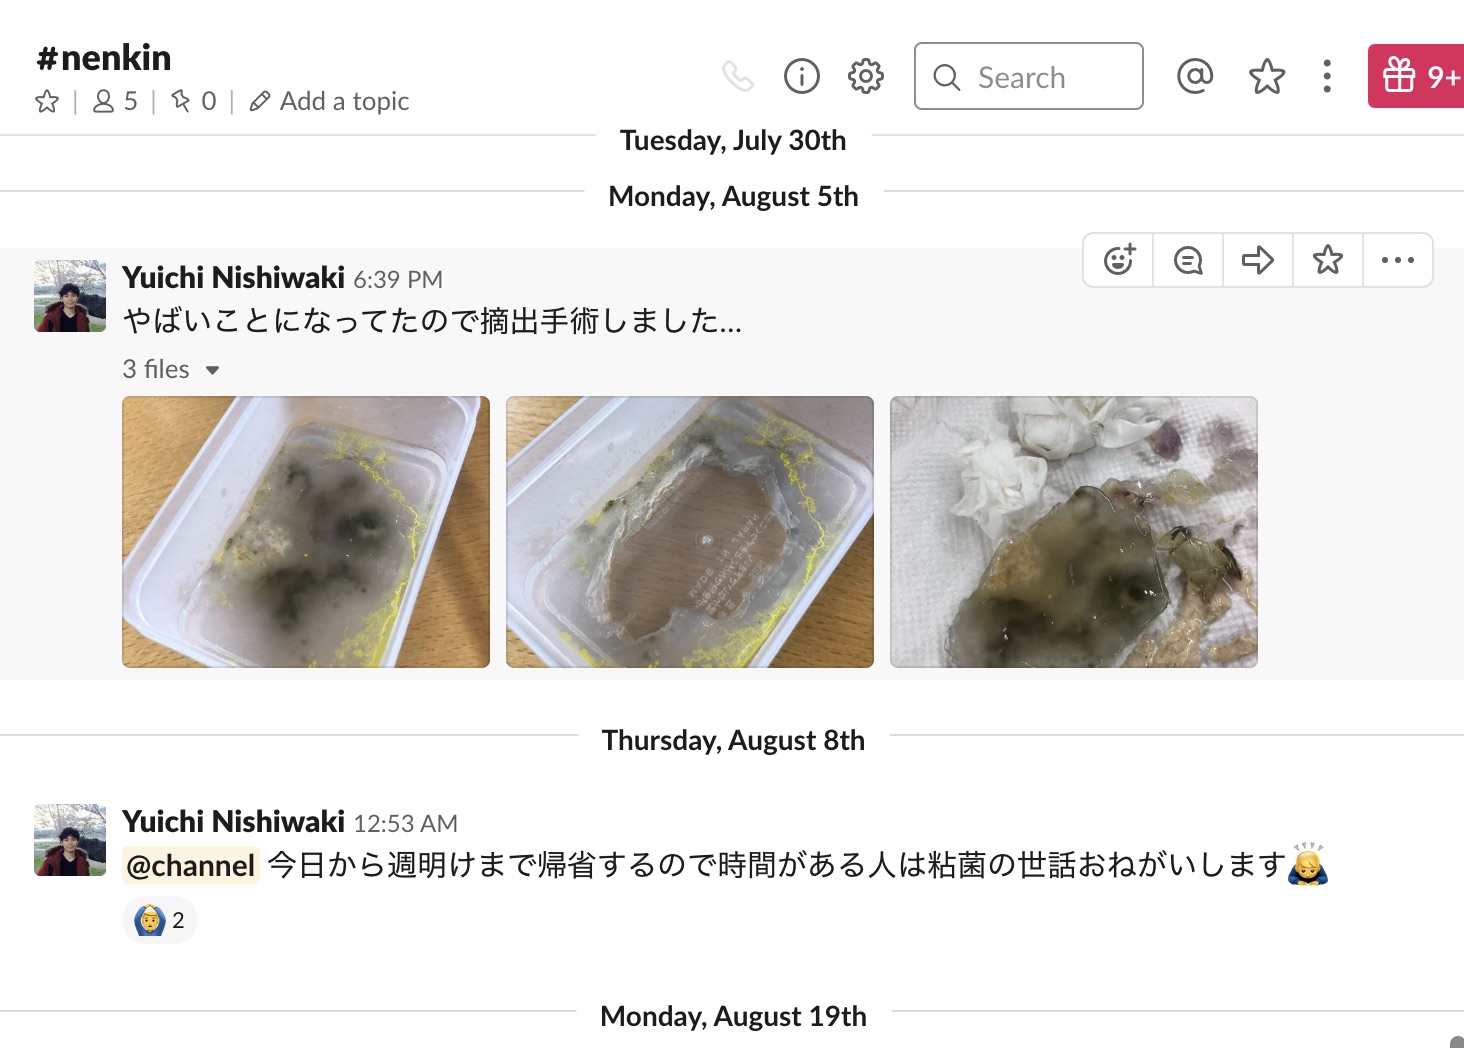 #nenkin
5 | 0 | Add a topic
Search
9+
Tuesday, July 30th
Monday, August 5th
Yuichi Nishiwaki 6:39 PM
やばいことになってたので摘出手術しました...
3 files
MADE IN JAPAN
Thursday, August 8th
Yuichi Nishiwaki 12:53 AM
@channel 今日から週明けまで帰省するので時間がある人は粘菌の世話おねがいします🙇
🙆 2
Monday, August 19th